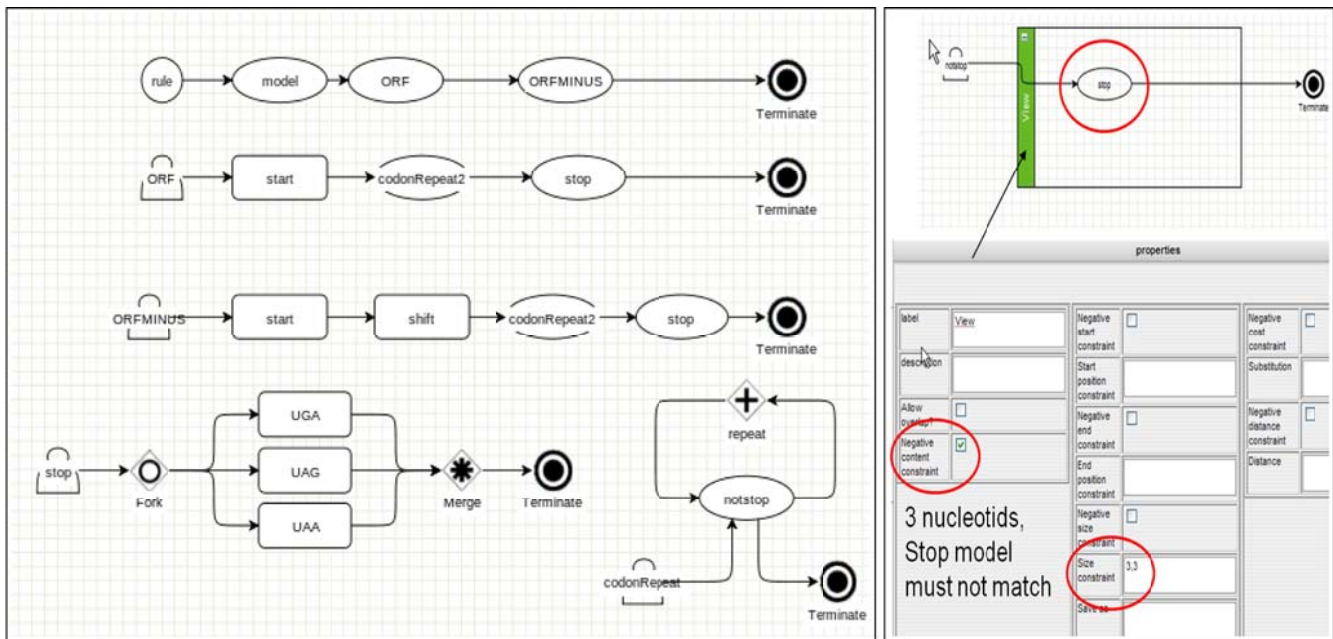 rule
model
ORF
ORFMINUS
Terminate
ORF
start
codonRepeat2
stop
Terminate
ORFMINUS
start
shift
codonRepeat2
stop
Terminate
stop
Fork
UGA
UAG
UAA
Merge
Terminate
repeat
notstop
codonRepeat
Terminate
notstop
View
stop
Terminate
properties
label
View
description
Allow
overlap?
Negative
content
constraint
Negative
start
constraint
Start
position
constraint
Negative
end
constraint
End
position
constraint
Negative
size
constraint
Size
constraint
3,3
Save as
Negative
cost
constraint
Substitution
Negative
distance
constraint
Distance
3 nucleotids,
Stop model
must not match